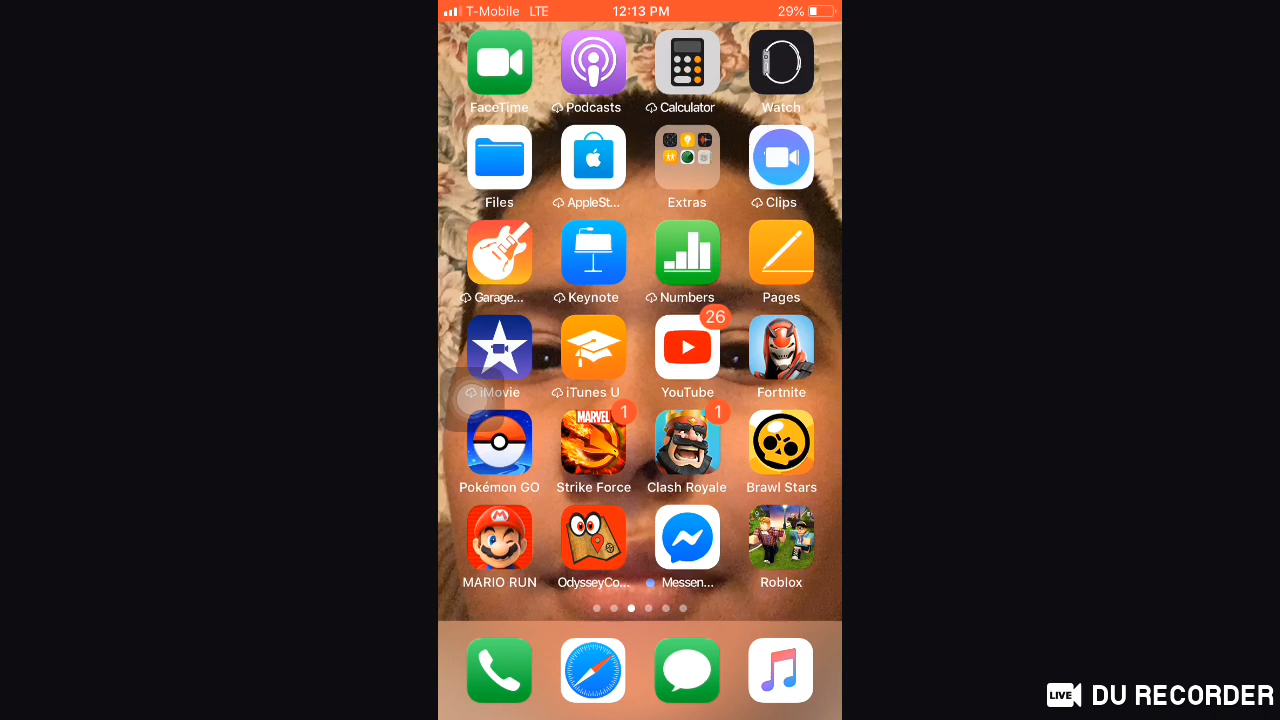 T-Mobile LTE 12:13 PM 29%
FaceTime Podcasts Calculator Watch
Files AppleSt... Extras Clips
Garage... Keynote Numbers Pages
26
iMovie iTunes U YouTube Fortnite
MARVEL 1 1
Pokémon GO Strike Force Clash Royale Brawl Stars
M
MARIO RUN OdysseyCo... Messen... Roblox
LIVE DU RECORDER